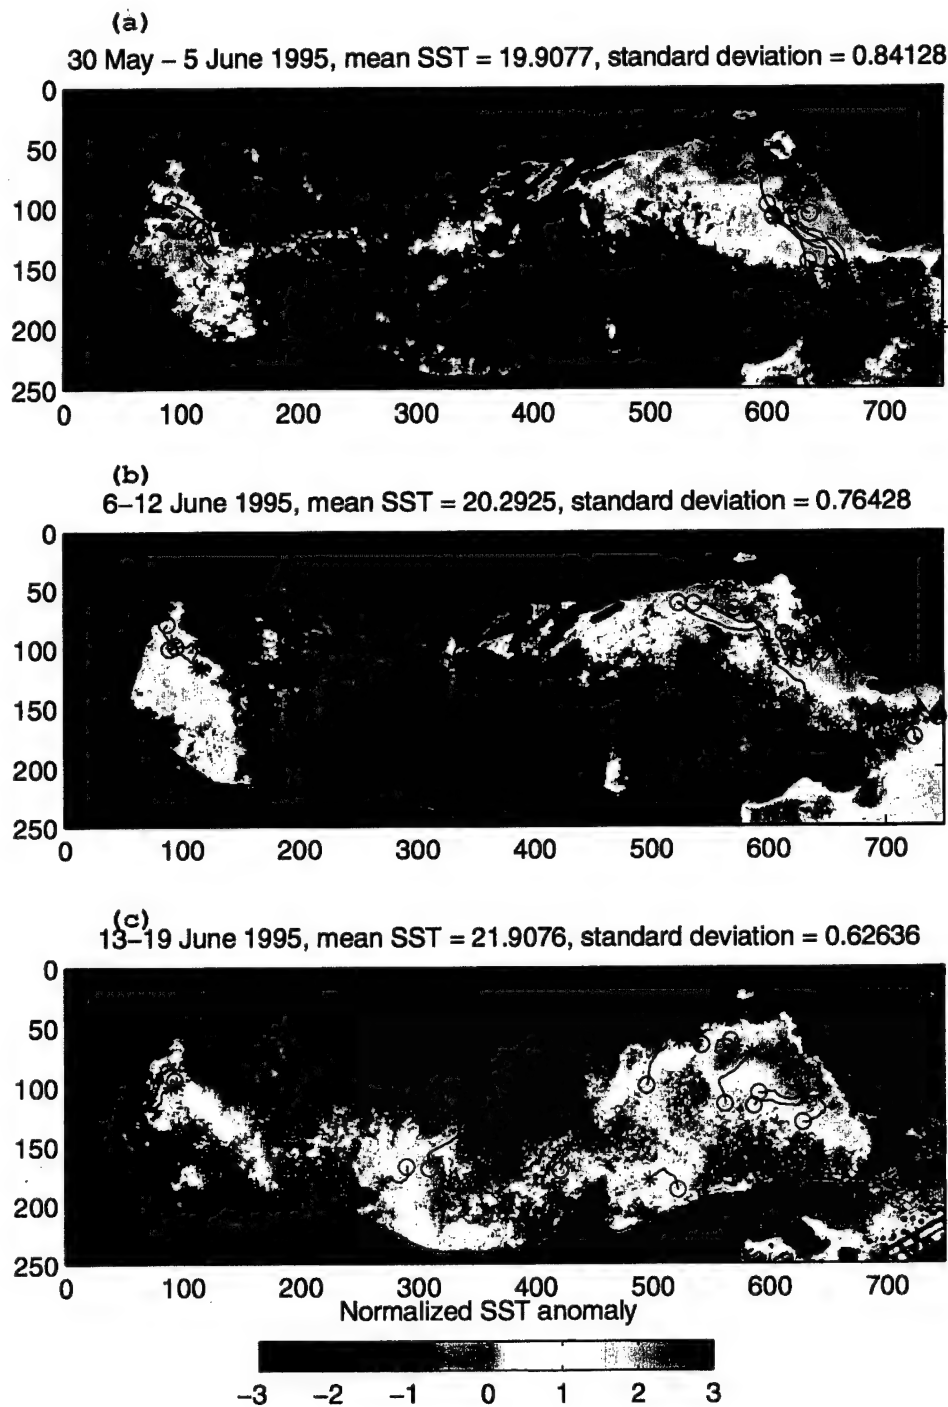 (a)
30 May – 5 June 1995, mean SST = 19.9077, standard deviation = 0.84128
0
50
100
150
200
250
0 100 200 300 400 500 600 700
(b)
6–12 June 1995, mean SST = 20.2925, standard deviation = 0.76428
0
50
100
150
200
250
0 100 200 300 400 500 600 700
(c)
13–19 June 1995, mean SST = 21.9076, standard deviation = 0.62636
0
50
100
150
200
250
0 100 200 300 400 500 600 700
Normalized SST anomaly
−3 −2 −1 0 1 2 3